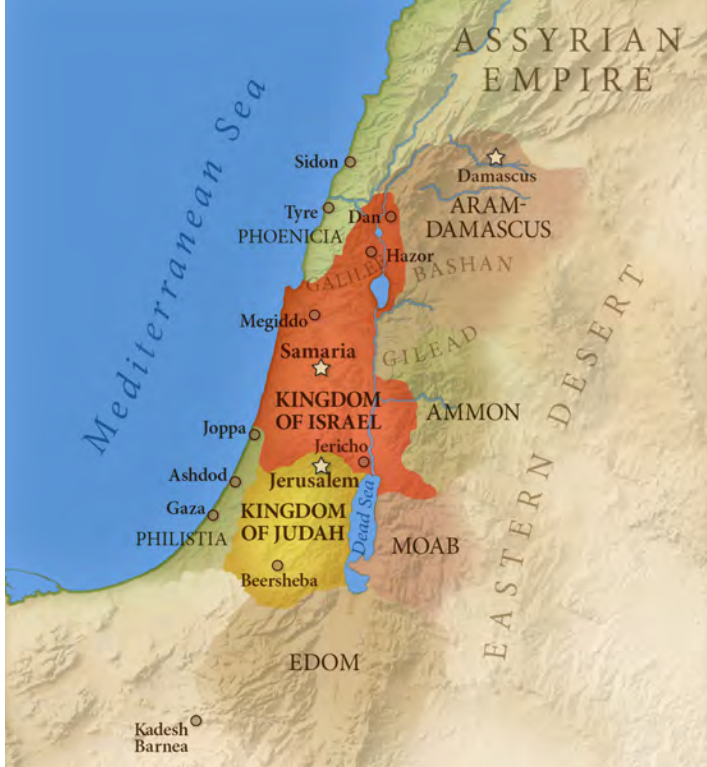 ASSYRIAN
EMPIRE
Mediterranean Sea
Sidon
Damascus
Tyre
Dan
ARAM-
DAMASCUS
PHOENICIA
Hazor
GALILEE
BASHAN
Megiddo
Samaria
GILEAD
KINGDOM
OF ISRAEL
AMMON
EASTERN DESERT
Joppa
Jericho
Ashdod
Jerusalem
Gaza
KINGDOM
OF JUDAH
Dead Sea
PHILISTIA
MOAB
Beersheba
EDOM
Kadesh
Barnea